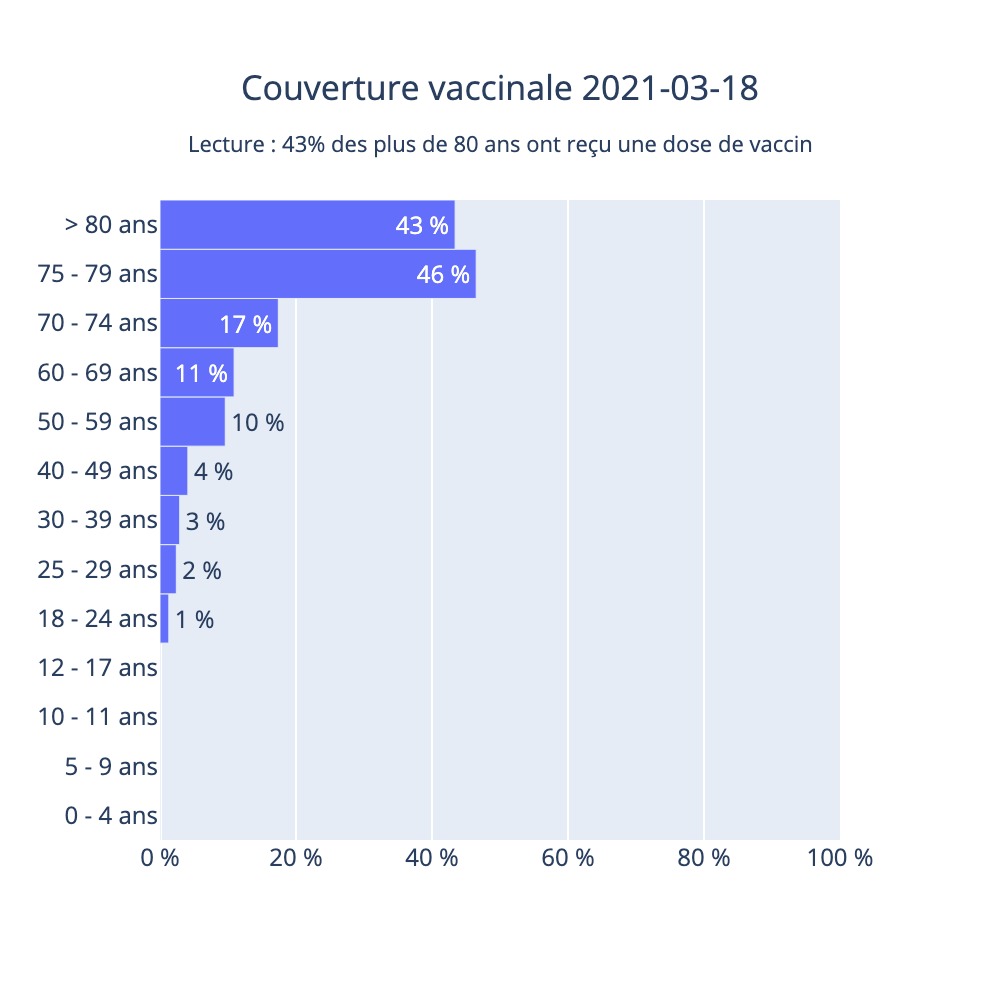 Couverture vaccinale 2021-03-18
Lecture : 43% des plus de 80 ans ont reçu une dose de vaccin
> 80 ans 43 %
75 - 79 ans 46 %
70 - 74 ans 17 %
60 - 69 ans 11 %
50 - 59 ans 10 %
40 - 49 ans 4 %
30 - 39 ans 3 %
25 - 29 ans 2 %
18 - 24 ans 1 %
12 - 17 ans
10 - 11 ans
5 - 9 ans
0 - 4 ans
0 % 20 % 40 % 60 % 80 % 100 %